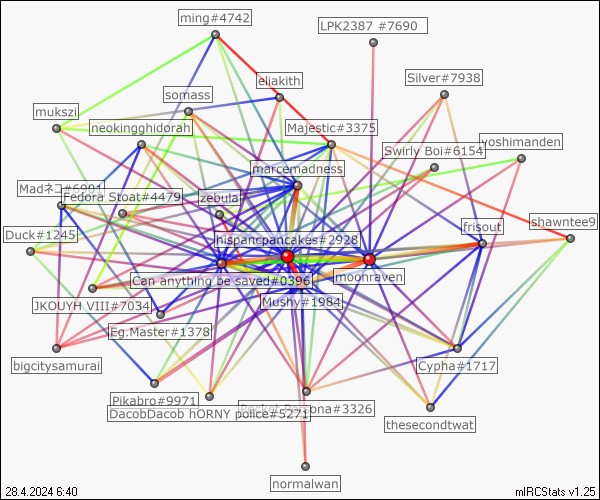 ming#4742
LPK2387 #7690
eliakith
Silver#7938
somass
mukszi
neokingghidorah
Majestic#3375
Swirly Boi#6154
yoshimanden
marcemadness
Madネコ#6901
Fedora Stoat#4479
zebula
frisout
shawntee9
Duck#1245
hispancpancakes#2928
Can anything be saved#0396
moonraven
JKOUYH VIII#7034
Mushy#1984
Eg.Master#1378
bigcitysamurai
Cypha#1717
Pikabro#9971
DacobDacob hORNY police#5271
Persona#3326
thesecondtwat
normalwan
28.4.2024 6:40
mIRCStats v1.25